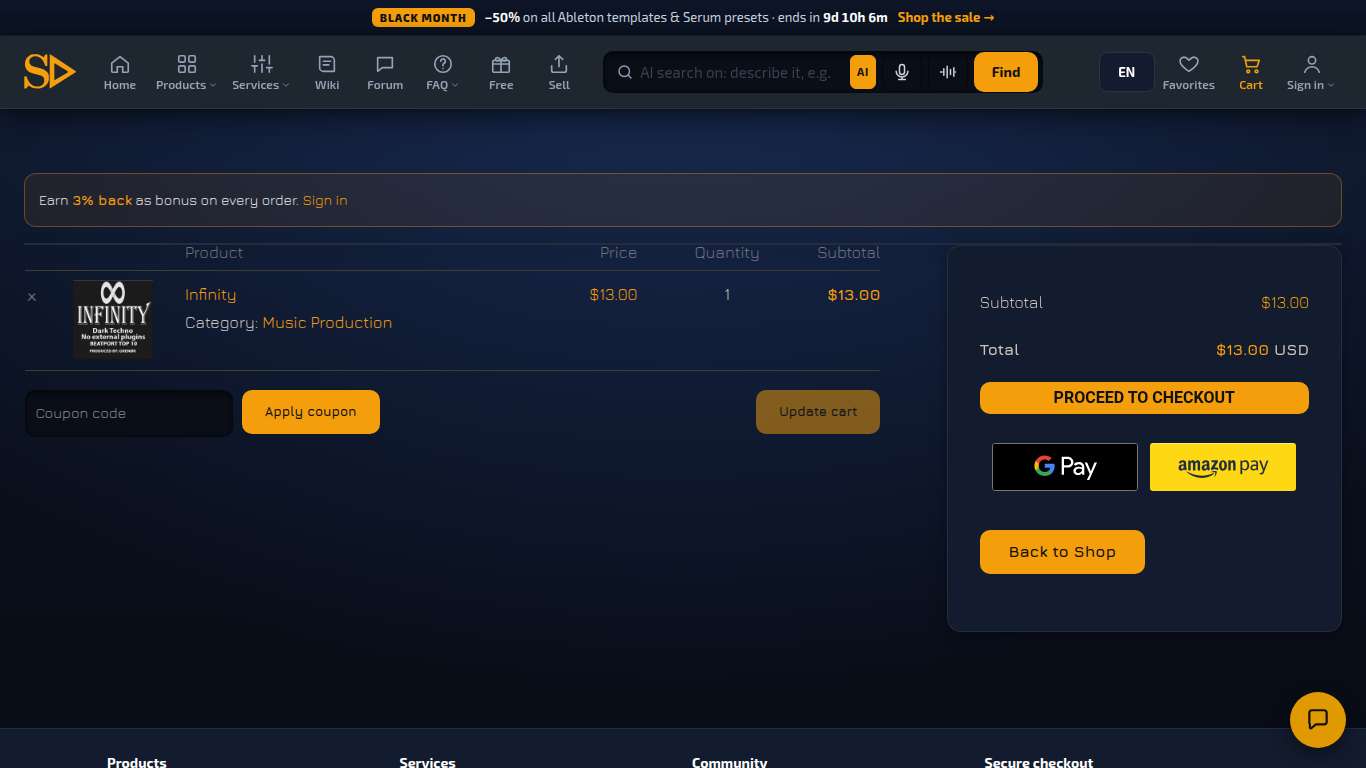 BLACK MONTH −50% on all Ableton templates & Serum presets · ends in 9d 10h 6m Shop the sale →
SD
Home Products Services Wiki Forum FAQ Free Sell
AI search on: describe it, e.g. AI Find
EN Favorites Cart Sign in
Earn 3% back as bonus on every order. Sign in
Product Price Quantity Subtotal
× Infinity $13.00 1 $13.00
Category: Music Production
INFINITY
Dark Techno
No external plugins
BEATPORT TOP 10
Coupon code Apply coupon Update cart
Subtotal $13.00
Total $13.00 USD
PROCEED TO CHECKOUT
G Pay amazon pay
Back to Shop
Products Services Community Secure checkout